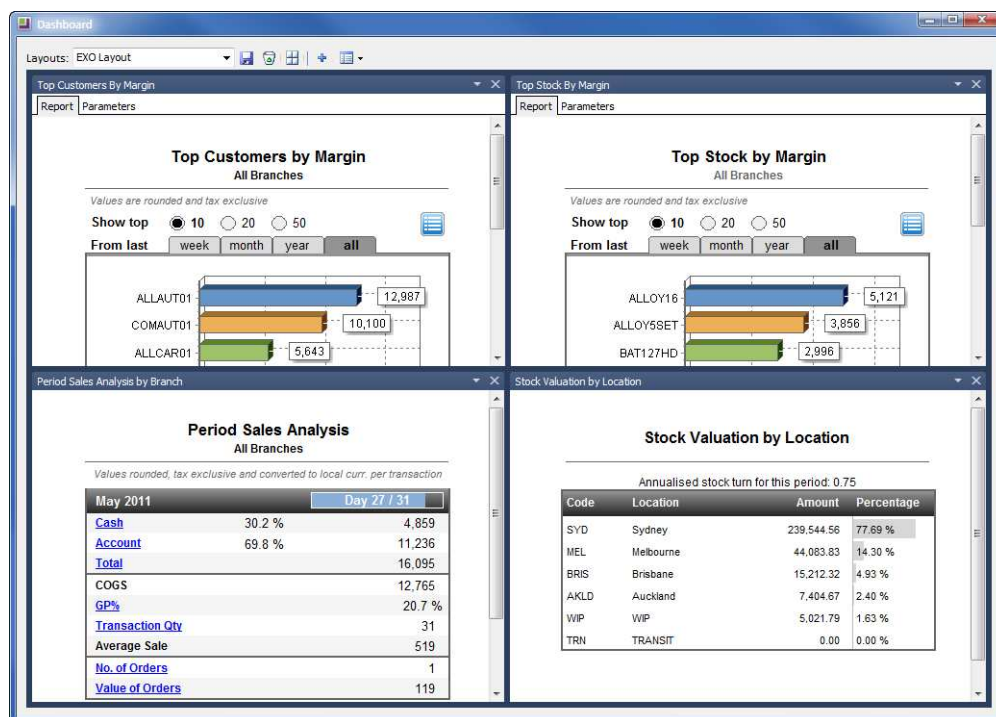 Dashboard
Layouts: EXO Layout
Top Customers By Margin
Report Parameters
Top Customers by Margin
All Branches
Values are rounded and tax exclusive
Show top 10 20 50
From last week month year all
ALLAUT01 12,987
COMAUT01 10,100
ALLCAR01 5,643
Top Stock By Margin
Report Parameters
Top Stock by Margin
All Branches
Values are rounded and tax exclusive
Show top 10 20 50
From last week month year all
ALLOY16 5,121
ALLOY5SET 3,856
BAT127HD 2,996
Period Sales Analysis by Branch
Period Sales Analysis
All Branches
Values rounded, tax exclusive and converted to local curr. per transaction
May 2011 Day 27 / 31
Cash 30.2 % 4,859
Account 69.8 % 11,236
Total 16,095
COGS 12,765
GP% 20.7 %
Transaction Qty 31
Average Sale 519
No. of Orders 1
Value of Orders 119
Stock Valuation by Location
Stock Valuation by Location
Annualised stock turn for this period: 0.75
Code Location Amount Percentage
SYD Sydney 239,544.56 77.69 %
MEL Melbourne 44,083.83 14.30 %
BRIS Brisbane 15,212.32 4.93 %
AKLD Auckland 7,404.67 2.40 %
WIP WIP 5,021.79 1.63 %
TRN TRANSIT 0.00 0.00 %